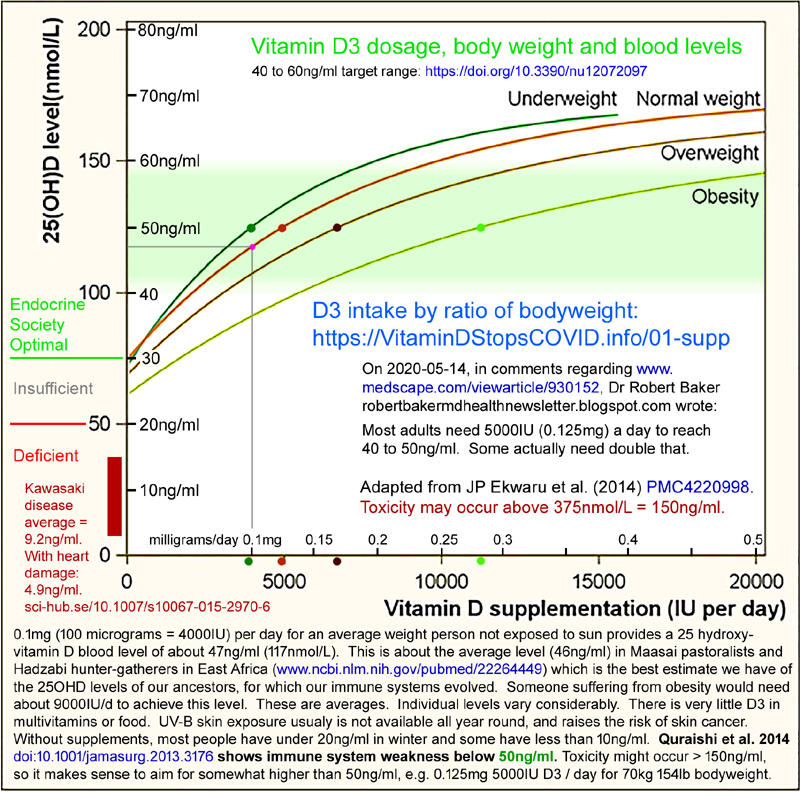 Vitamin D3 dosage, body weight and blood levels
40 to 60ng/ml target range: https://doi.org/10.3390/nu12072097
25(OH)D level(nmol/L)
200
150
100
50
0
80ng/ml
70ng/ml
60ng/ml
50ng/ml
40
30
20ng/ml
10ng/ml
Underweight
Normal weight
Overweight
Obesity
Endocrine
Society
Optimal
Insufficient
Deficient
Kawasaki
disease
average =
9.2ng/ml.
With heart
damage:
4.9ng/ml.
sci-hub.se/10.1007/s10067-015-2970-6
D3 intake by ratio of bodyweight:
https://VitaminDStopsCOVID.info/01-supp
On 2020-05-14, in comments regarding www.
medscape.com/viewarticle/930152, Dr Robert Baker
robertbakermdhealthnewsletter.blogspot.com wrote:
Most adults need 5000IU (0.125mg) a day to reach
40 to 50ng/ml.  Some actually need double that.
Adapted from JP Ekwaru et al. (2014) PMC4220998.
Toxicity may occur above 375nmol/L = 150ng/ml.
milligrams/day 0.1mg 0.15 0.2 0.25 0.3 0.4 0.5
0 5000 10000 15000 20000
Vitamin D supplementation (IU per day)
0.1mg (100 micrograms = 4000IU) per day for an average weight person not exposed to sun provides a 25 hydroxy-
vitamin D blood level of about 47ng/ml (117nmol/L).  This is about the average level (46ng/ml) in Maasai pastoralists and
Hadzabi hunter-gatherers in East Africa (www.ncbi.nlm.nih.gov/pubmed/22264449) which is the best estimate we have of
the 25OHD levels of our ancestors, for which our immune systems evolved.  Someone suffering from obesity would need
about 9000IU/d to achieve this level.  These are averages.  Individual levels vary considerably.  There is very little D3 in
multivitamins or food.  UV-B skin exposure usualy is not available all year round, and raises the risk of skin cancer.
Without supplements, most people have under 20ng/ml in winter and some have less than 10ng/ml.  Quraishi et al. 2014
doi:10.1001/jamasurg.2013.3176 shows immune system weakness below 50ng/ml. Toxicity might occur > 150ng/ml,
so it makes sense to aim for somewhat higher than 50ng/ml, e.g. 0.125mg 5000IU D3 / day for 70kg 154lb bodyweight.